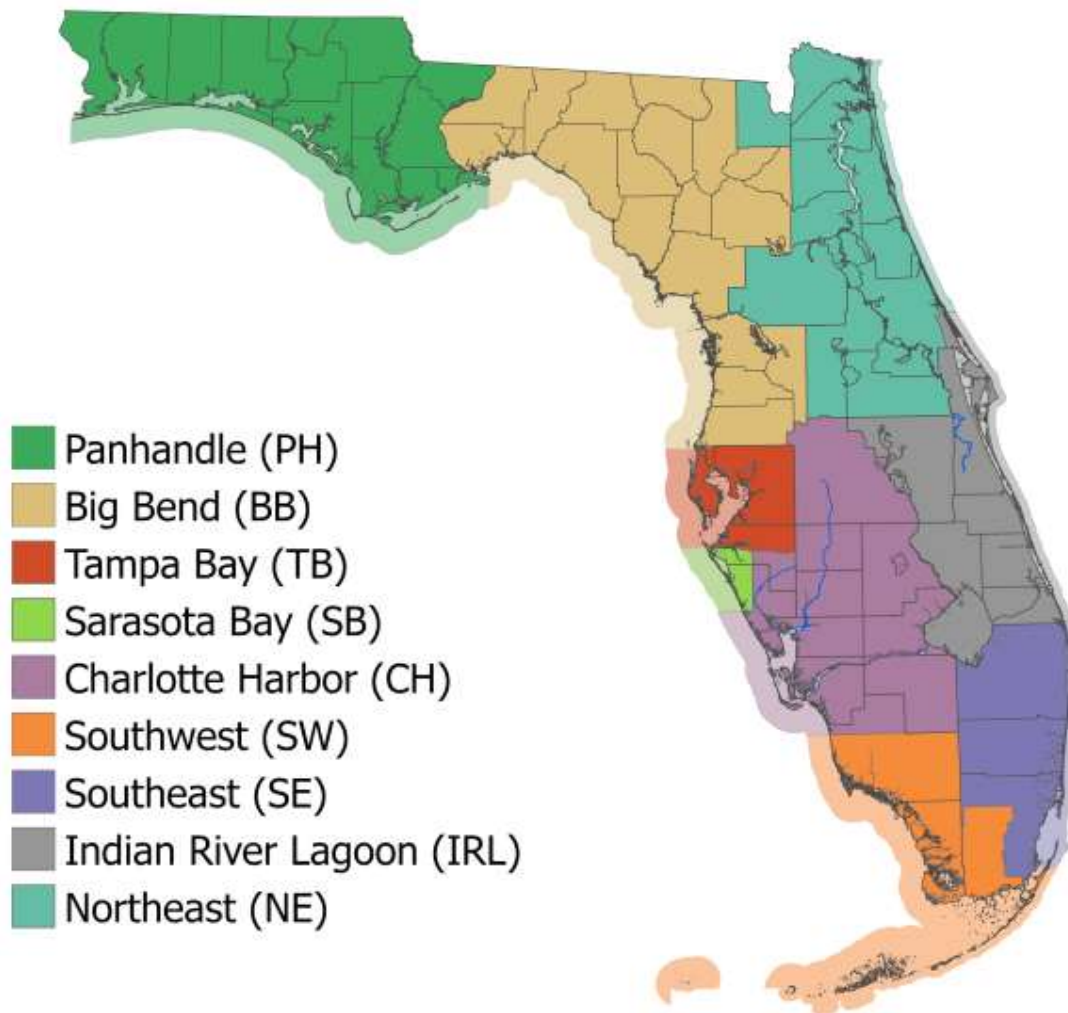 Panhandle (PH)
Big Bend (BB)
Tampa Bay (TB)
Sarasota Bay (SB)
Charlotte Harbor (CH)
Southwest (SW)
Southeast (SE)
Indian River Lagoon (IRL)
Northeast (NE)